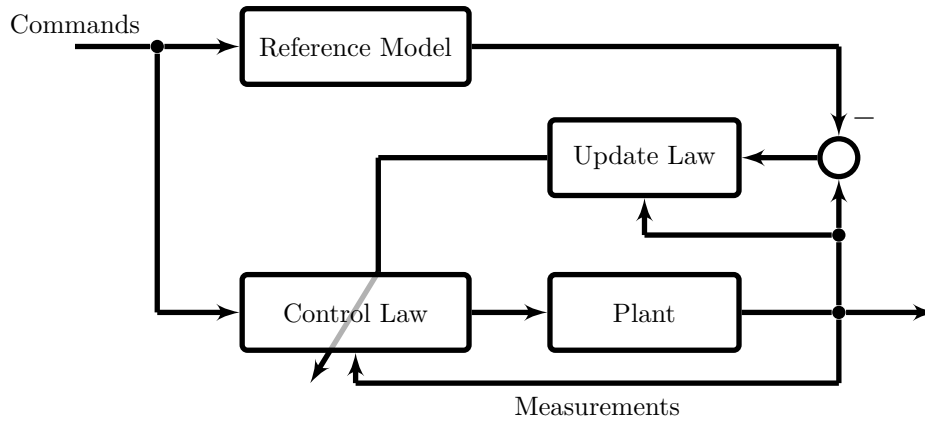 Commands
Reference Model
−
Update Law
Control Law
Plant
Measurements